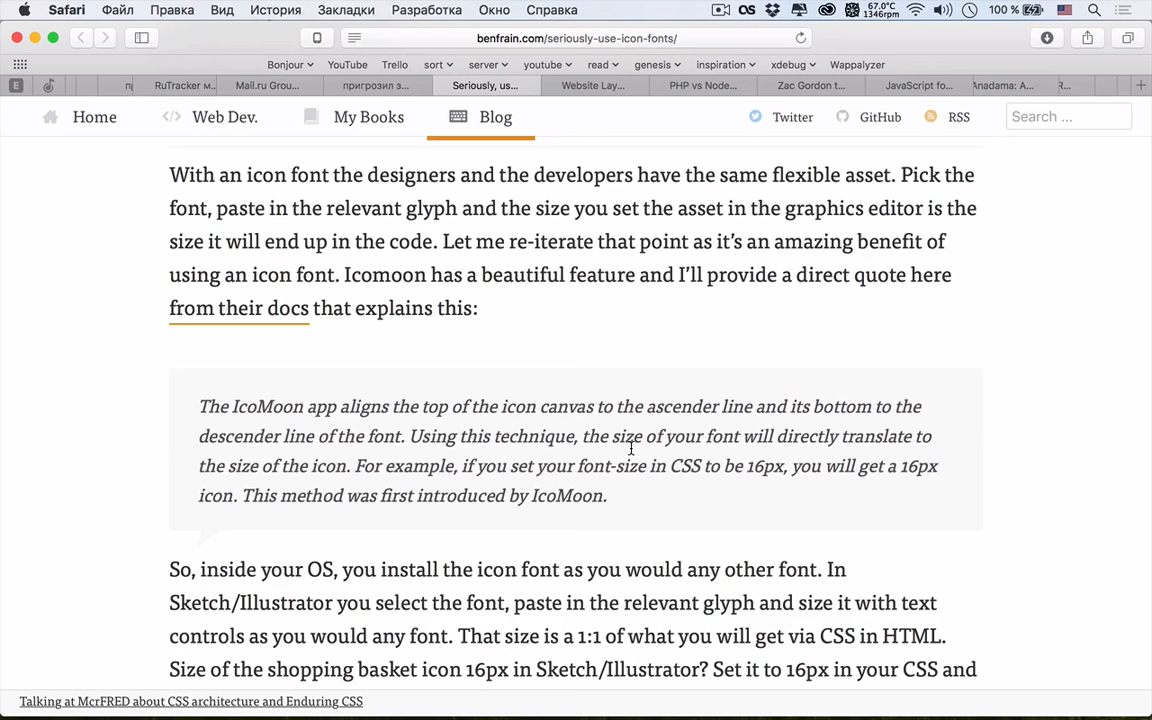 Safari Файл Правка Вид История Закладки Разработка Окно Справка 67.0°C 1346rpm 100 %
benfrain.com/seriously-use-icon-fonts/
Bonjour YouTube Trello sort server youtube read genesis inspiration xdebug Wappalyzer
E RuTracker м... Mail.ru Grou... пригрозил з... Seriously, us... Website Lay... PHP vs Node... Zac Gordon t... JavaScript fo... Anadama: A... R...
Home Web Dev. My Books Blog Twitter GitHub RSS Search ...
With an icon font the designers and the developers have the same flexible asset. Pick the
font, paste in the relevant glyph and the size you set the asset in the graphics editor is the
size it will end up in the code. Let me re-iterate that point as it's an amazing benefit of
using an icon font. Icomoon has a beautiful feature and I'll provide a direct quote here
from their docs that explains this:
The IcoMoon app aligns the top of the icon canvas to the ascender line and its bottom to the
descender line of the font. Using this technique, the size of your font will directly translate to
the size of the icon. For example, if you set your font-size in CSS to be 16px, you will get a 16px
icon. This method was first introduced by IcoMoon.
So, inside your OS, you install the icon font as you would any other font. In
Sketch/Illustrator you select the font, paste in the relevant glyph and size it with text
controls as you would any font. That size is a 1:1 of what you will get via CSS in HTML.
Size of the shopping basket icon 16px in Sketch/Illustrator? Set it to 16px in your CSS and
Talking at McrFRED about CSS architecture and Enduring CSS